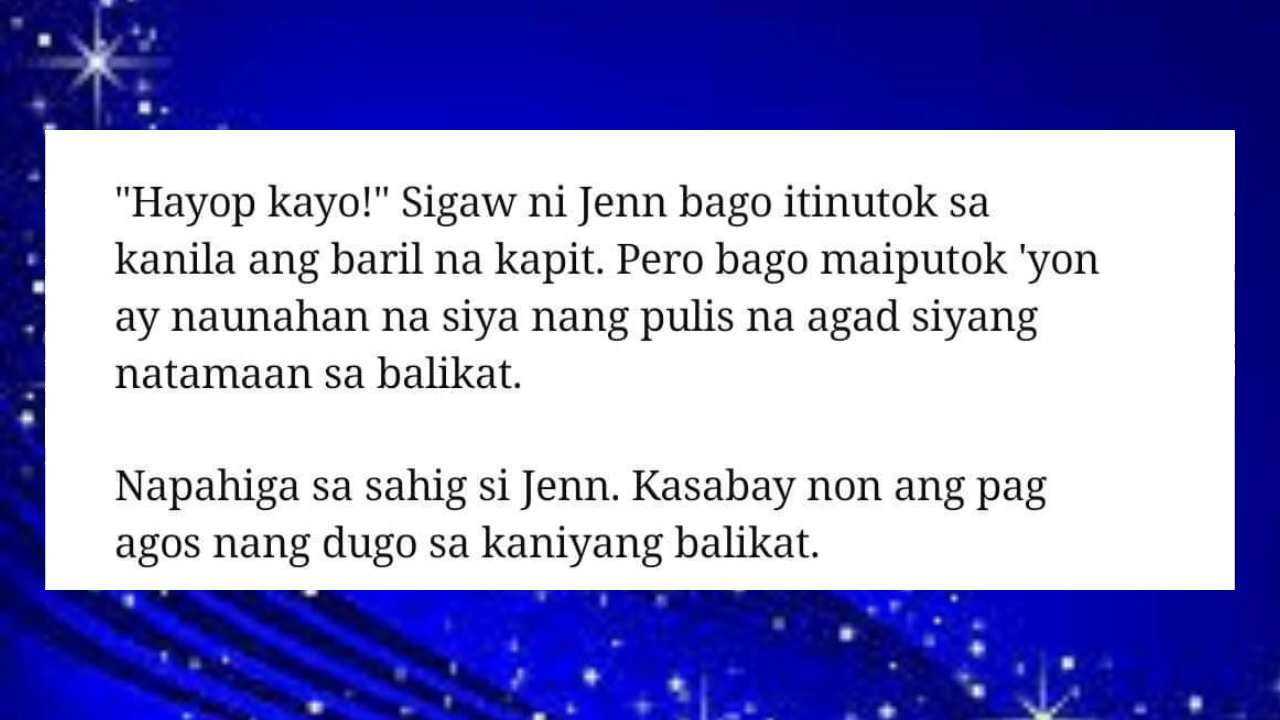 "Hayop kayo!" Sigaw ni Jenn bago itinutok sa
kanila ang baril na kapit. Pero bago maiputok 'yon
ay naunahan na siya nang pulis na agad siyang
natamaan sa balikat.
Napahiga sa sahig si Jenn. Kasabay non ang pag
agos nang dugo sa kaniyang balikat.